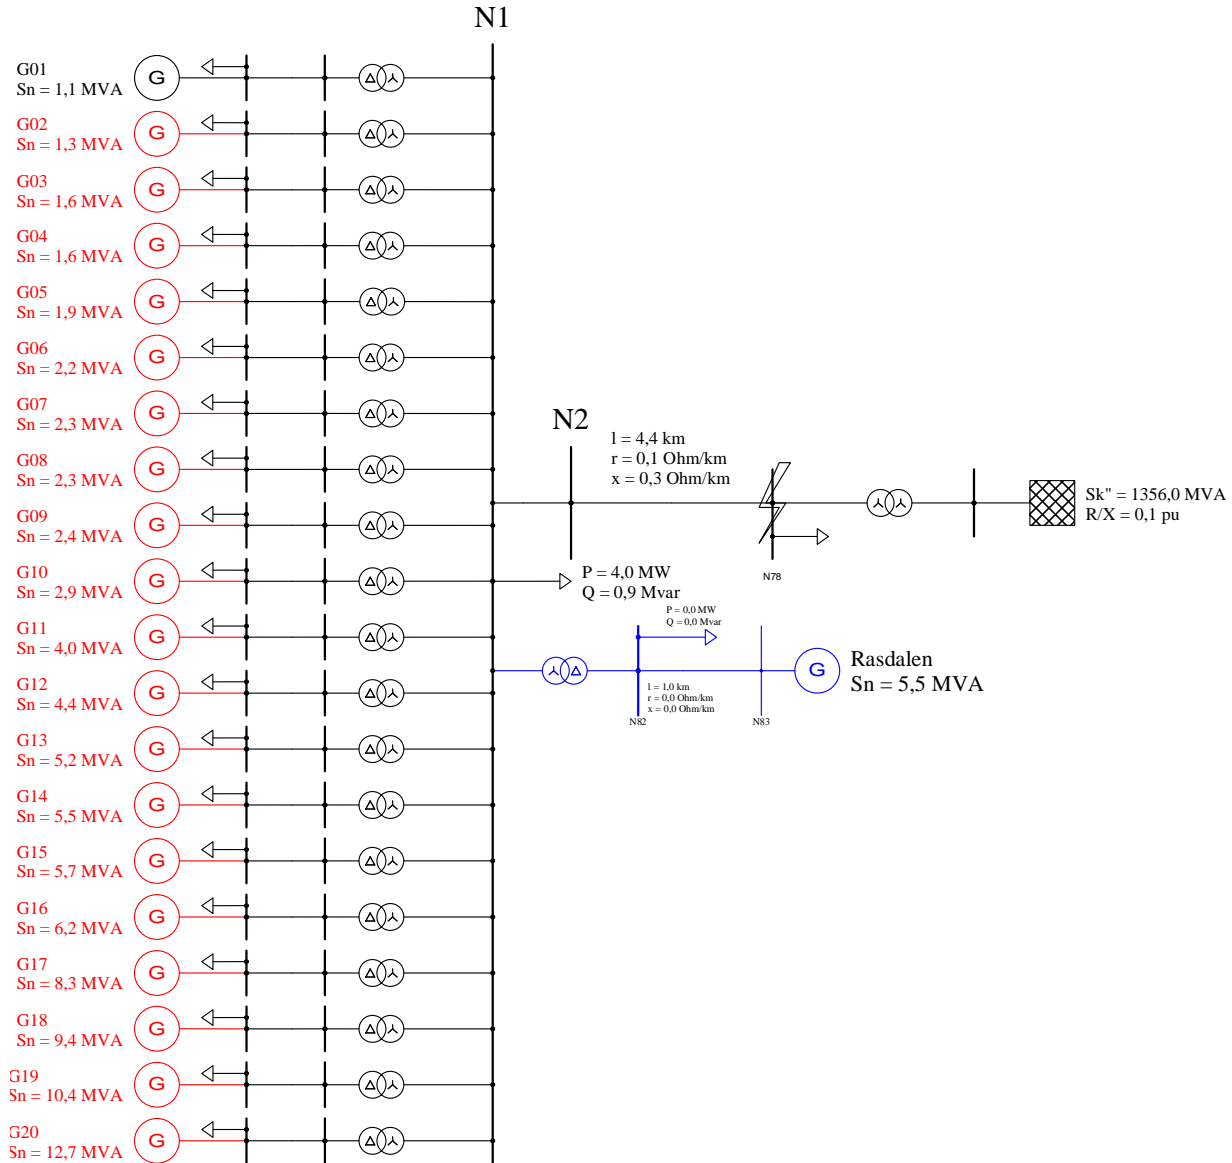 N1
G01
Sn = 1,1 MVA
G
G02
Sn = 1,3 MVA
G
G03
Sn = 1,6 MVA
G
G04
Sn = 1,6 MVA
G
G05
Sn = 1,9 MVA
G
G06
Sn = 2,2 MVA
G
G07
Sn = 2,3 MVA
G
G08
Sn = 2,3 MVA
G
G09
Sn = 2,4 MVA
G
G10
Sn = 2,9 MVA
G
G11
Sn = 4,0 MVA
G
G12
Sn = 4,4 MVA
G
G13
Sn = 5,2 MVA
G
G14
Sn = 5,5 MVA
G
G15
Sn = 5,7 MVA
G
G16
Sn = 6,2 MVA
G
G17
Sn = 8,3 MVA
G
G18
Sn = 9,4 MVA
G
G19
Sn = 10,4 MVA
G
G20
Sn = 12,7 MVA
G
N2
l = 4,4 km
r = 0,1 Ohm/km
x = 0,3 Ohm/km
N78
Sk" = 1356,0 MVA
R/X = 0,1 pu
P = 4,0 MW
Q = 0,9 Mvar
P = 0,0 MW
Q = 0,0 Mvar
l = 1,0 km
r = 0,0 Ohm/km
x = 0,0 Ohm/km
N82
N83
G
Rasdalen
Sn = 5,5 MVA